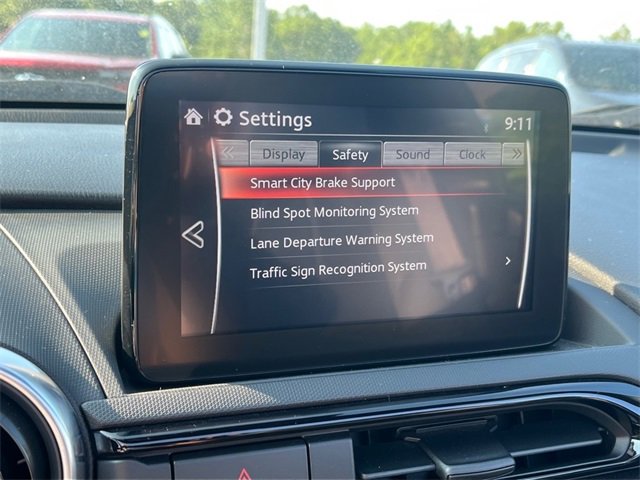 Settings 9:11
Display Safety Sound Clock
Smart City Brake Support
Blind Spot Monitoring System
Lane Departure Warning System
Traffic Sign Recognition System